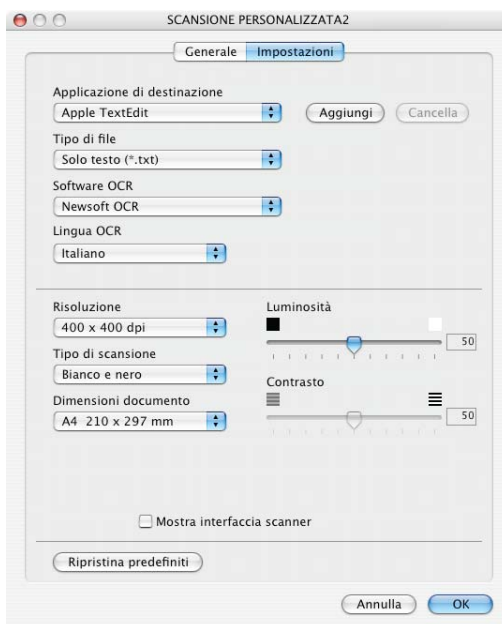 SCANSIONE PERSONALIZZATA2
Generale Impostazioni
Applicazione di destinazione
Apple TextEdit Aggiungi Cancella
Tipo di file
Solo testo (*.txt)
Software OCR
Newsoft OCR
Lingua OCR
Italiano
Risoluzione Luminosità
400 x 400 dpi 50
Tipo di scansione
Bianco e nero Contrasto
Dimensioni documento
A4 210 x 297 mm 50
Mostra interfaccia scanner
Ripristina predefiniti
Annulla OK